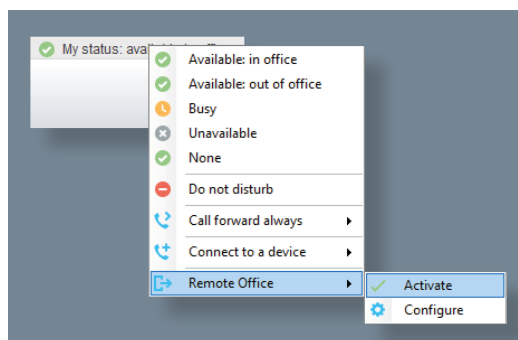 My status: ava
Available: in office
Available: out of office
Busy
Unavailable
None
Do not disturb
Call forward always
Connect to a device
Remote Office
Activate
Configure